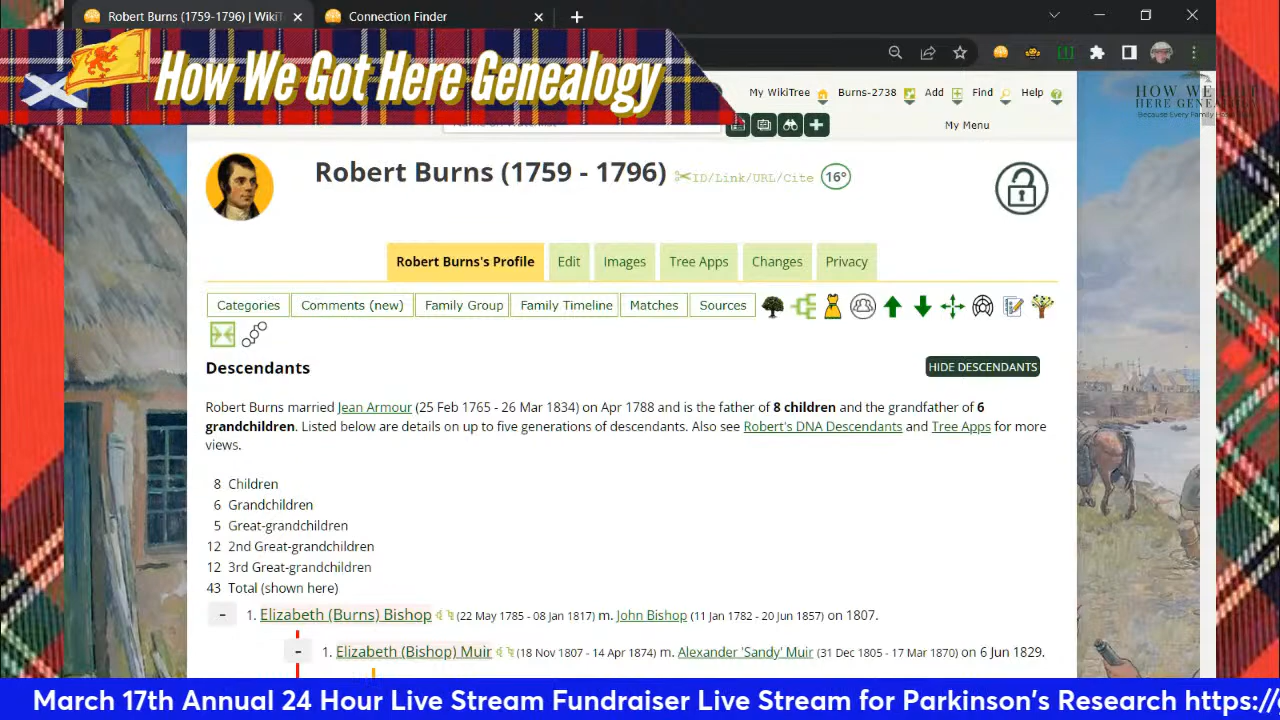 Robert Burns (1759-1796) | WikiT
Connection Finder
How We Got Here Genealogy
My WikiTree
Burns-2738
Add
Find
Help
My Menu
HERE GENEA
Because Every Family
Robert Burns (1759 - 1796) ID/Link/URL/Cite 16°
Robert Burns's Profile
Edit
Images
Tree Apps
Changes
Privacy
Categories
Comments (new)
Family Group
Family Timeline
Matches
Sources
Descendants
HIDE DESCENDANTS
Robert Burns married Jean Armour (25 Feb 1765 - 26 Mar 1834) on Apr 1788 and is the father of 8 children and the grandfather of 6
grandchildren. Listed below are details on up to five generations of descendants. Also see Robert's DNA Descendants and Tree Apps for more
views.
8 Children
6 Grandchildren
5 Great-grandchildren
12 2nd Great-grandchildren
12 3rd Great-grandchildren
43 Total (shown here)
- 1. Elizabeth (Burns) Bishop (22 May 1785 - 08 Jan 1817) m. John Bishop (11 Jan 1782 - 20 Jun 1857) on 1807.
- 1. Elizabeth (Bishop) Muir (18 Nov 1807 - 14 Apr 1874) m. Alexander 'Sandy' Muir (31 Dec 1805 - 17 Mar 1870) on 6 Jun 1829.
March 17th Annual 24 Hour Live Stream Fundraiser Live Stream for Parkinson's Research https:/